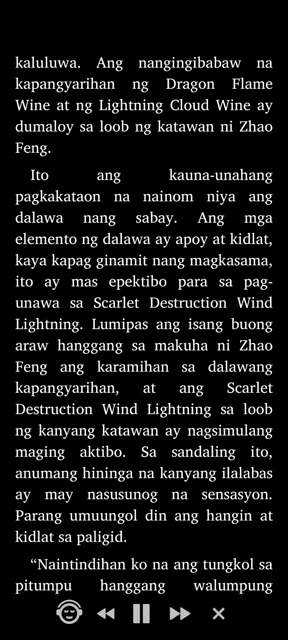 kaluluwa. Ang nangingibabaw na
kapangyarihan ng Dragon Flame
Wine at ng Lightning Cloud Wine ay
dumaloy sa loob ng katawan ni Zhao
Feng.
Ito ang kauna-unahang
pagkakataon na nainom niya ang
dalawa nang sabay. Ang mga
elemento ng dalawa ay apoy at kidlat,
kaya kapag ginamit nang magkasama,
ito ay mas epektibo para sa pag-
unawa sa Scarlet Destruction Wind
Lightning. Lumipas ang isang buong
araw hanggang sa makuha ni Zhao
Feng ang karamihan sa dalawang
kapangyarihan, at ang Scarlet
Destruction Wind Lightning sa loob
ng kanyang katawan ay nagsimulang
maging aktibo. Sa sandaling ito,
anumang hininga na kanyang ilalabas
ay may nasusunog na sensasyon.
Parang umuungol din ang hangin at
kidlat sa paligid.
“Naintindihan ko na ang tungkol sa
pitumpu hanggang walumpung